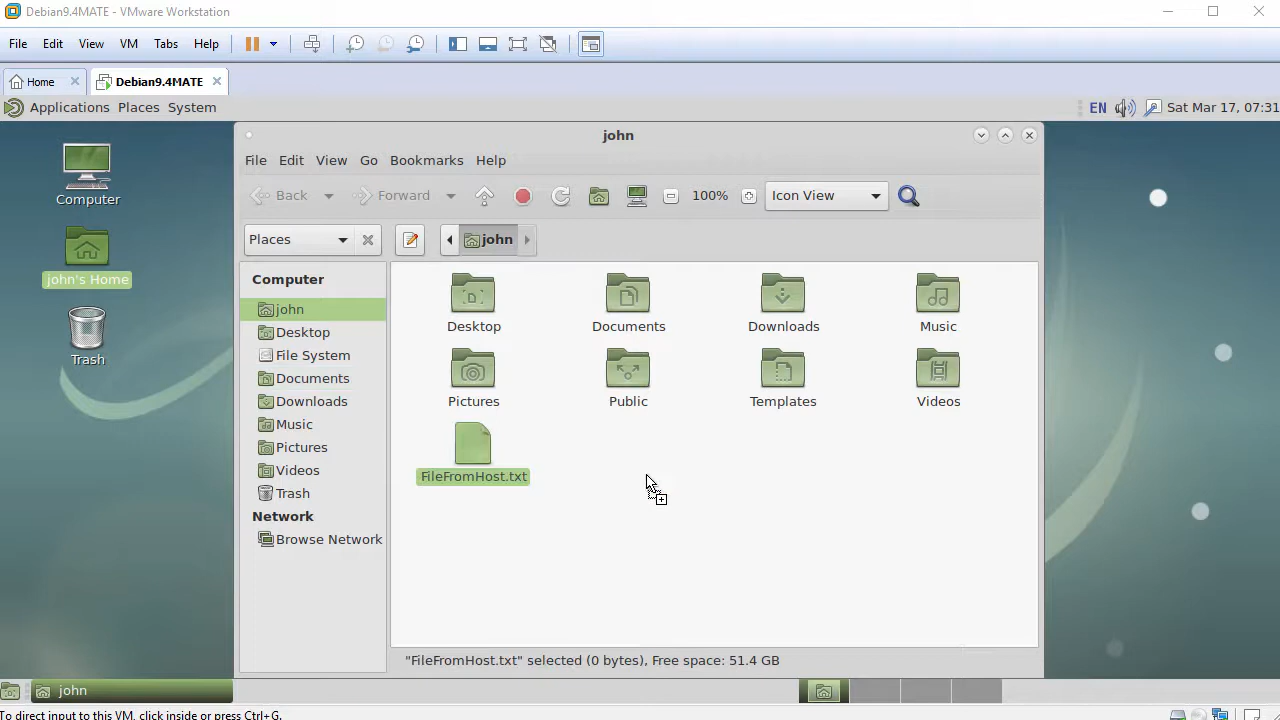 Debian9.4MATE - VMware Workstation
File Edit View VM Tabs Help
Home Debian9.4MATE
Applications Places System EN Sat Mar 17, 07:31
Computer
john's Home
Trash
john
File Edit View Go Bookmarks Help
Back Forward 100% Icon View
Places john
Computer
john
Desktop
File System
Documents
Downloads
Music
Pictures
Videos
Trash
Network
Browse Network
Desktop Documents Downloads Music
Pictures Public Templates Videos
FileFromHost.txt
"FileFromHost.txt" selected (0 bytes), Free space: 51.4 GB
john
To direct input to this VM, click inside or press Ctrl+G.